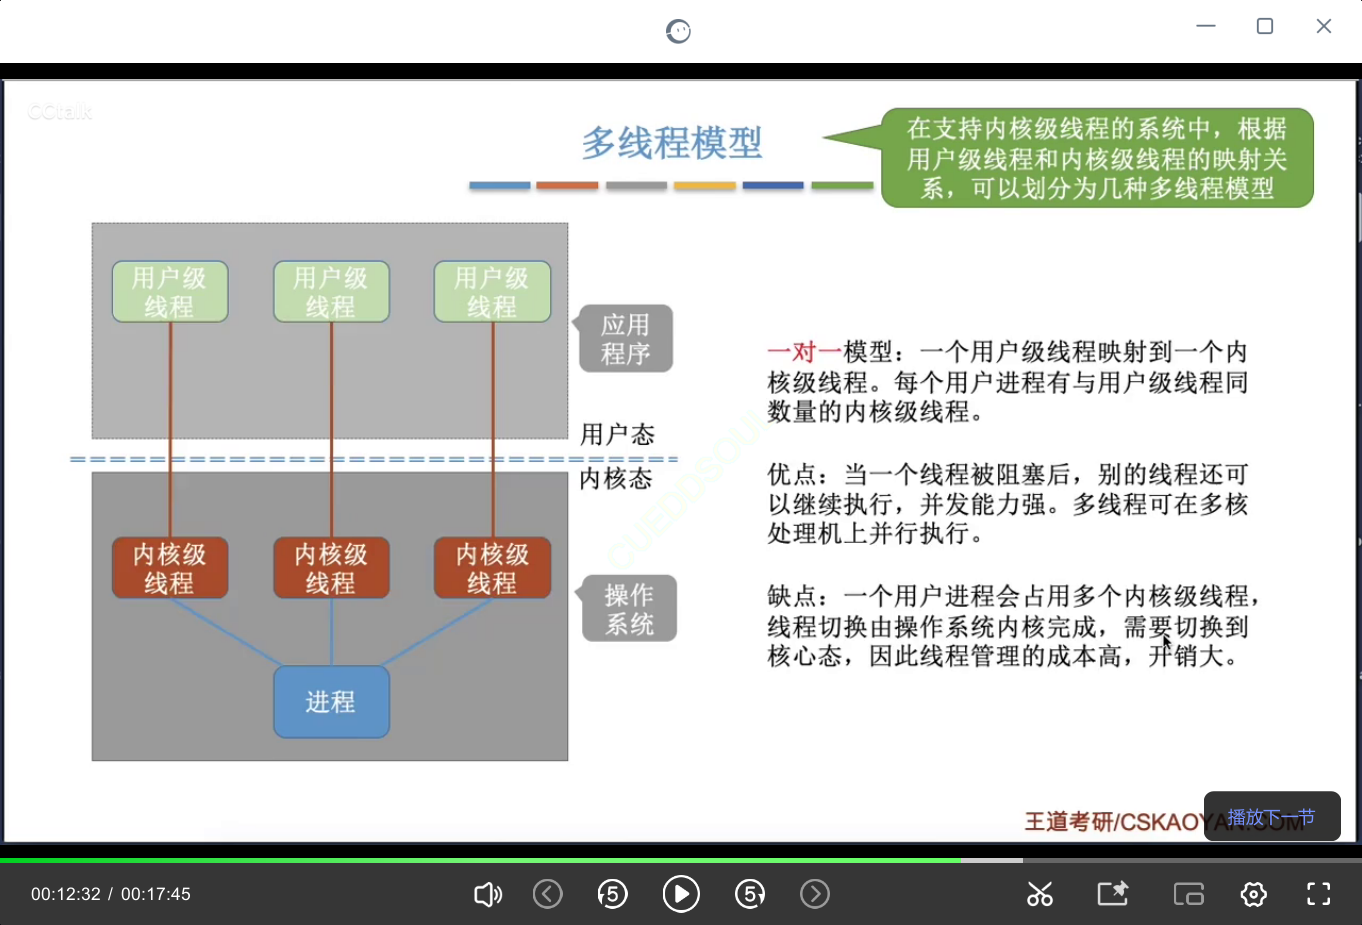 CCtalk
多线程模型
在支持内核级线程的系统中，根据
用户级线程和内核级线程的映射关
系，可以划分为几种多线程模型
用户级
线程
用户级
线程
用户级
线程
应用
程序
用户态
内核态
内核级
线程
内核级
线程
内核级
线程
操作
系统
进程
一对一模型：一个用户级线程映射到一个内
核级线程。每个用户进程有与用户级线程同
数量的内核级线程。
优点：当一个线程被阻塞后，别的线程还可
以继续执行，并发能力强。多线程可在多核
处理机上并行执行。
缺点：一个用户进程会占用多个内核级线程，
线程切换由操作系统内核完成，需要切换到
核心态，因此线程管理的成本高，开销大。
王道考研/CSKAOYAN.COM
播放下一节
00:12:32 / 00:17:45
5
5